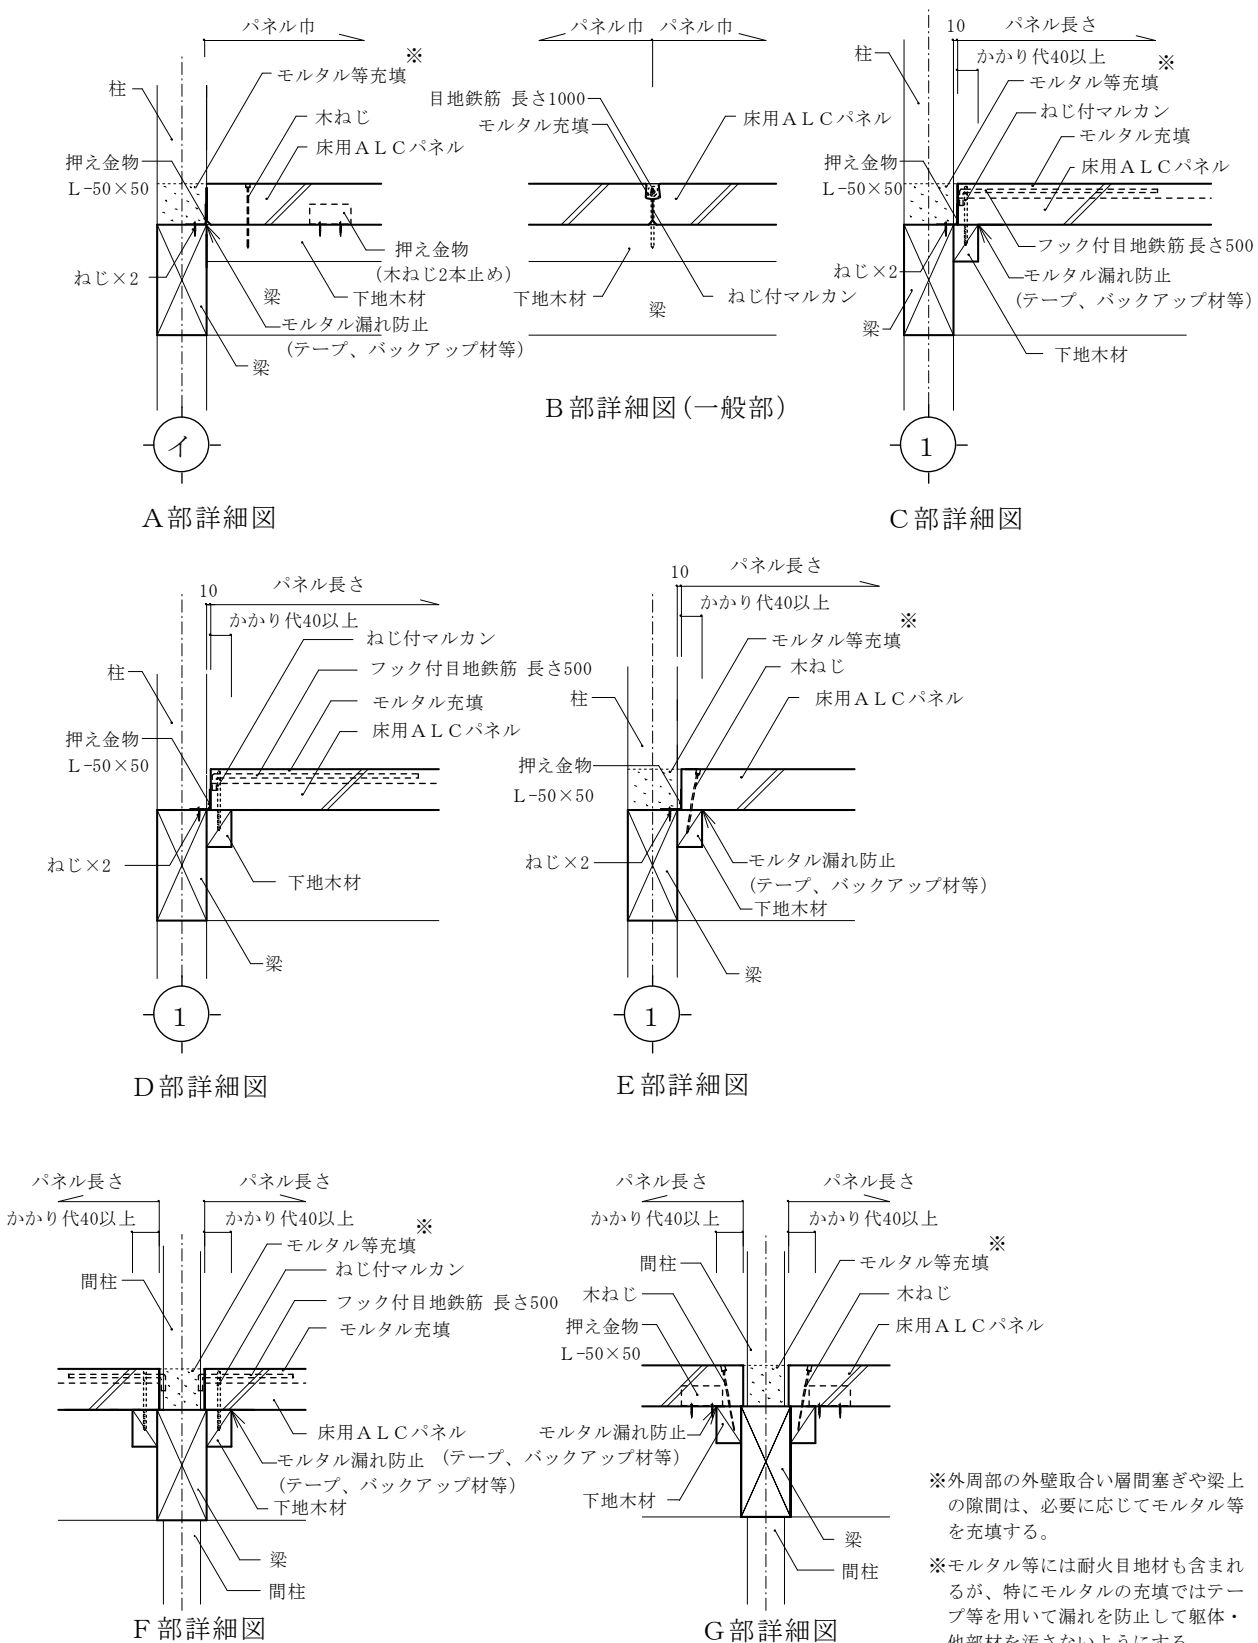 パネル巾
※
モルタル等充填
柱
木ねじ
床用ＡＬＣパネル
押え金物
L-50×50
押え金物
(木ねじ2本止め)
ねじ×2
梁
下地木材
モルタル漏れ防止
(テープ、バックアップ材等)
梁
イ
A部詳細図
パネル巾 パネル巾
目地鉄筋 長さ1000
モルタル充填
床用ＡＬＣパネル
下地木材
梁
ねじ付マルカン
B部詳細図(一般部)
10
パネル長さ
かかり代40以上
※
柱
モルタル等充填
ねじ付マルカン
モルタル充填
押え金物
L-50×50
床用ＡＬＣパネル
フック付目地鉄筋 長さ500
ねじ×2
モルタル漏れ防止
(テープ、バックアップ材等)
梁
下地木材
1
C部詳細図
10
パネル長さ
かかり代40以上
ねじ付マルカン
柱
フック付目地鉄筋 長さ500
モルタル充填
床用ＡＬＣパネル
押え金物
L-50×50
ねじ×2
下地木材
梁
1
D部詳細図
10
パネル長さ
かかり代40以上
※
モルタル等充填
木ねじ
柱
床用ＡＬＣパネル
押え金物
L-50×50
ねじ×2
モルタル漏れ防止
(テープ、バックアップ材等)
下地木材
梁
1
E部詳細図
パネル長さ
パネル長さ
かかり代40以上
かかり代40以上
※
モルタル等充填
ねじ付マルカン
間柱
フック付目地鉄筋 長さ500
モルタル充填
床用ＡＬＣパネル
モルタル漏れ防止
(テープ、バックアップ材等)
下地木材
梁
間柱
F部詳細図
パネル長さ
パネル長さ
かかり代40以上
かかり代40以上
※
間柱
モルタル等充填
木ねじ
木ねじ
押え金物
L-50×50
床用ＡＬＣパネル
モルタル漏れ防止
(テープ、バックアップ材等)
下地木材
梁
間柱
G部詳細図
※外周部の外壁取合い層間塞ぎや梁上
の隙間は、必要に応じてモルタル等
を充填する。
※モルタル等には耐火目地材も含まれ
るが、特にモルタルの充填ではテー
プ等を用いて漏れを防止して躯体・
他部材を汚さないようにする